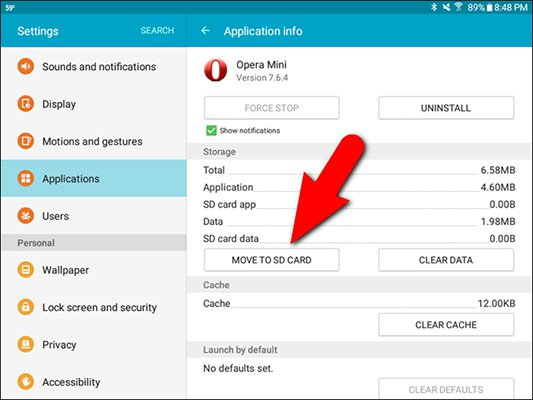 59° 89% 8:48 PM
Settings SEARCH
Sound and notifications
Display
Motions and gestures
Applications
Users
Personal
Wallpaper
Lock screen and security
Privacy
Accessibility
Application info
Opera Mini
Version 7.6.4
FORCE STOP UNINSTALL
Show notifications
Storage
Total 6.58MB
Application 4.60MB
SD card app 0.00B
Data 1.98MB
SD card data 0.00B
MOVE TO SD CARD CLEAR DATA
Cache
Cache 12.00KB
CLEAR CACHE
Launch by default
No defaults set.
CLEAR DEFAULTS